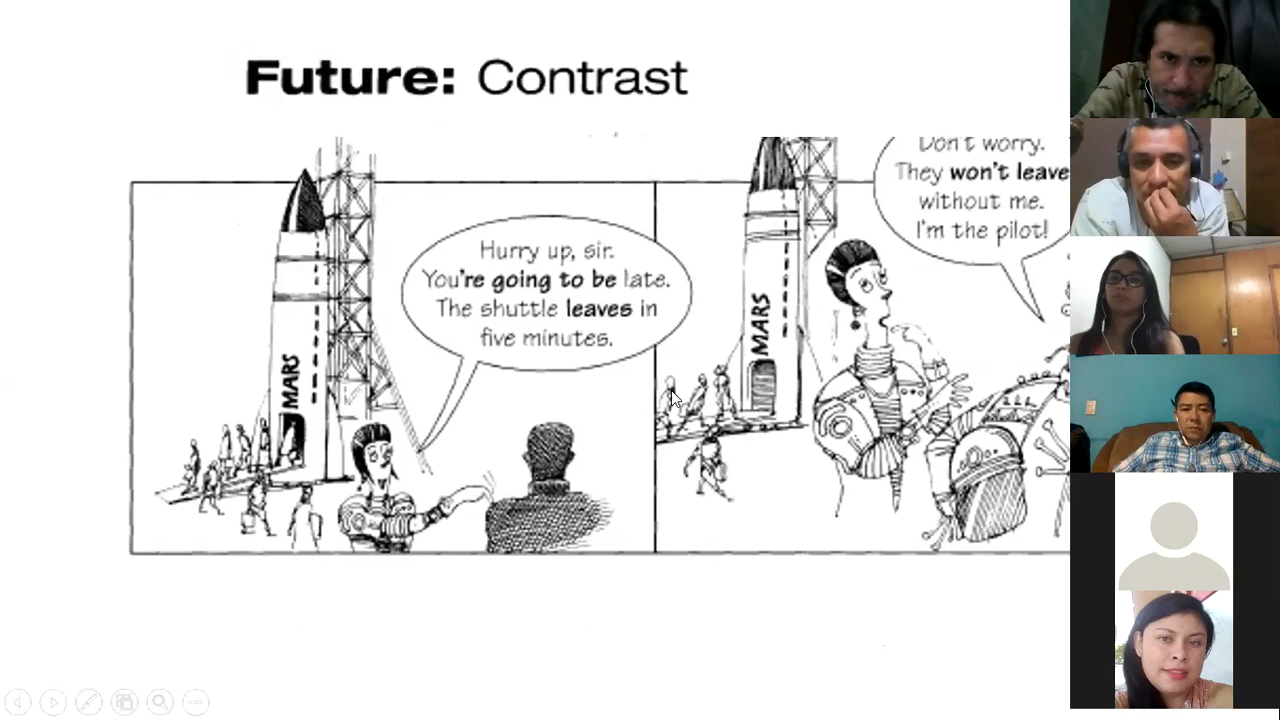 Future: Contrast
Hurry up, sir.
You're going to be late.
The shuttle leaves in
five minutes.
MARS
Don't worry.
They won't leave
without me.
I'm the pilot!
MARS